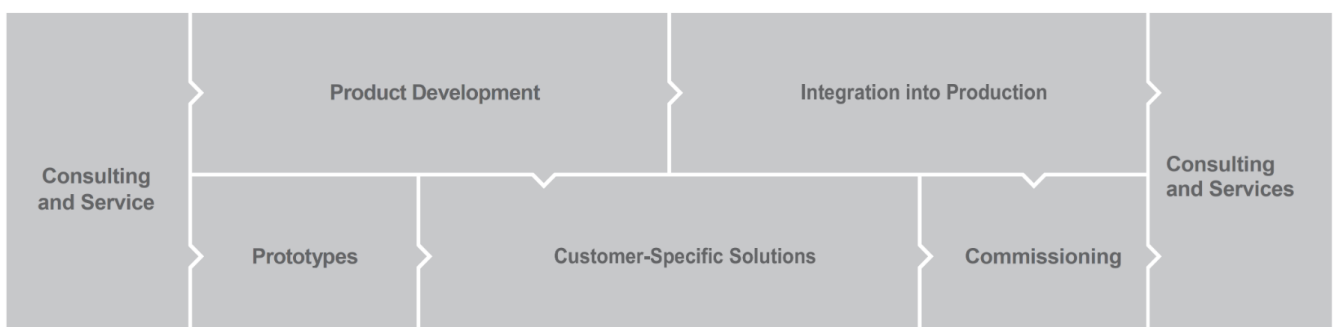 Consulting
and Service
Product Development
Integration into Production
Prototypes
Customer-Specific Solutions
Commissioning
Consulting
and Services